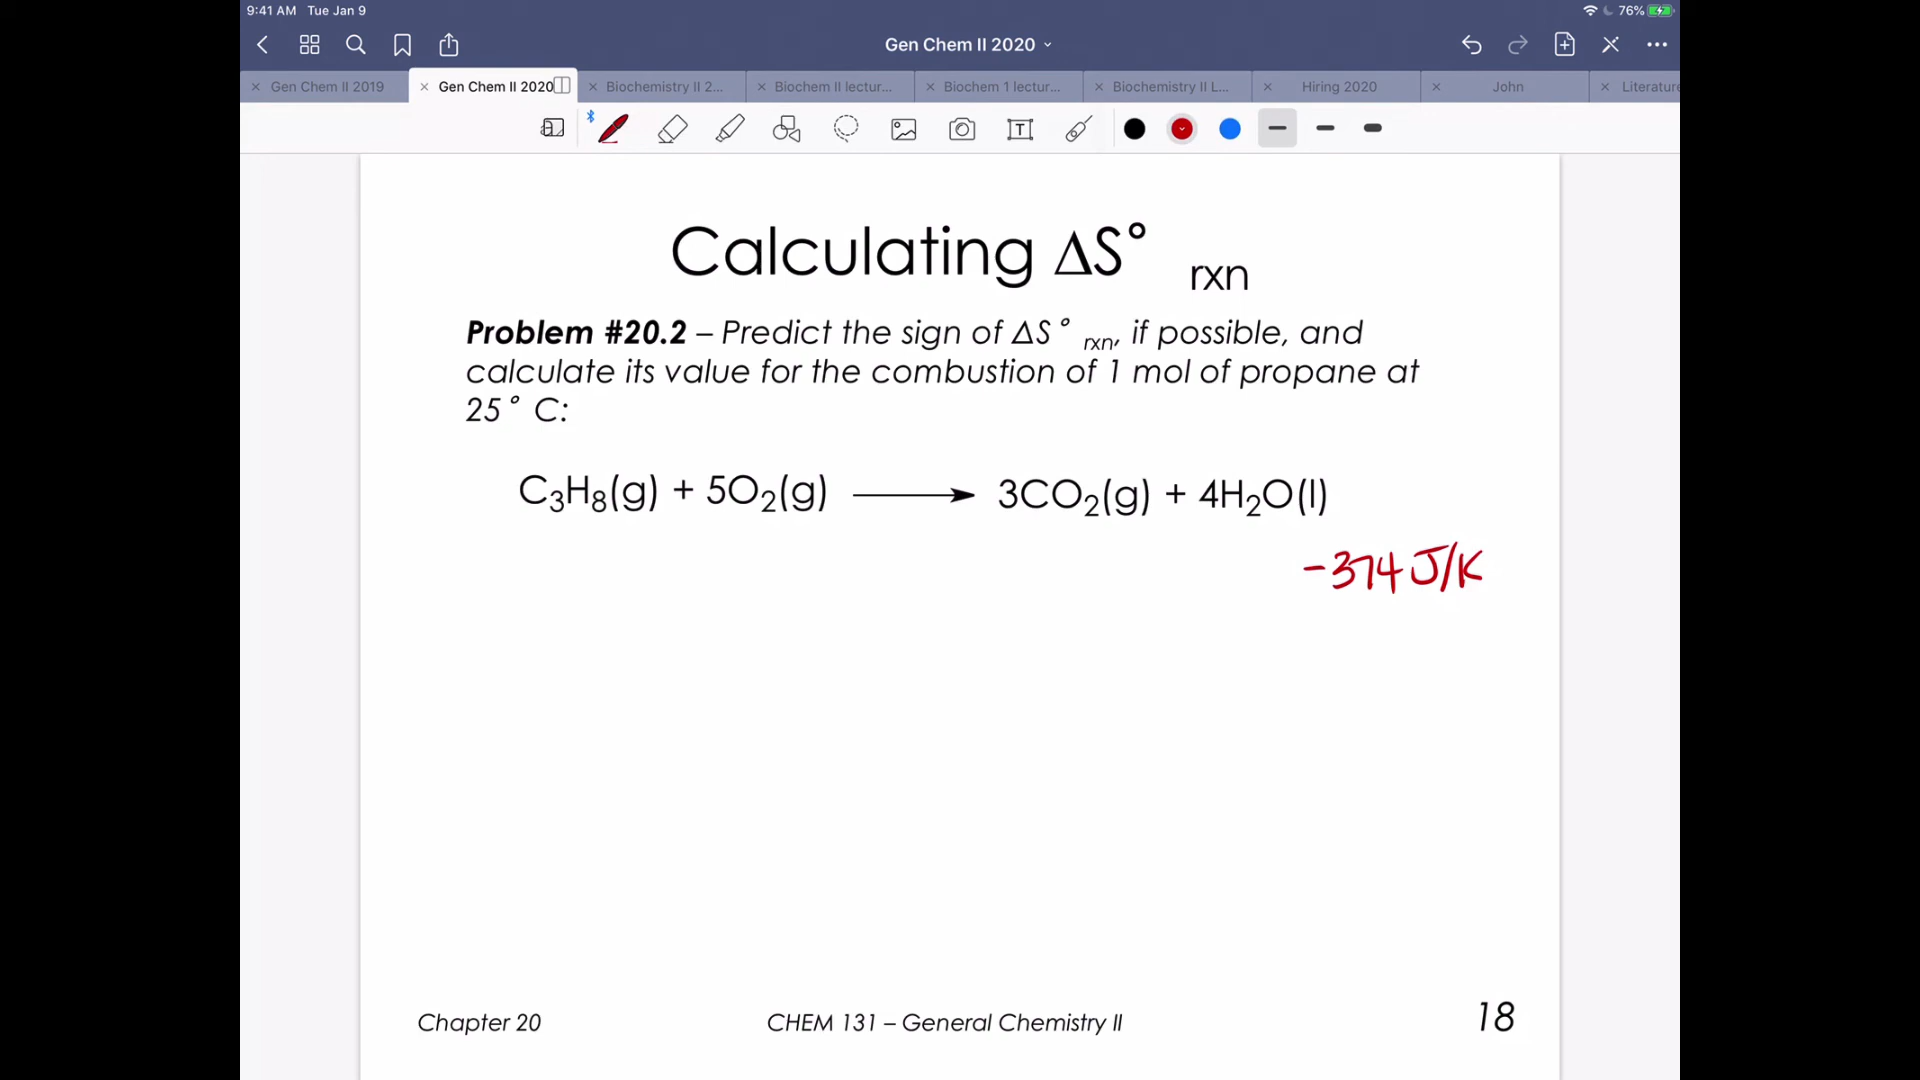 9:41 AM Tue Jan 9 76%
Gen Chem II 2020
Gen Chem II 2019 Gen Chem II 2020 Biochemistry II 2... Biochem II lectur... Biochem 1 lectur... Biochemistry II L... Hiring 2020 John Literature
Calculating ΔS° rxn
Problem #20.2 – Predict the sign of ΔS° rxn, if possible, and
calculate its value for the combustion of 1 mol of propane at
25° C:
C₃H₈(g) + 5O₂(g) ⟶ 3CO₂(g) + 4H₂O(l)
-374 J/K
Chapter 20 CHEM 131 – General Chemistry II 18